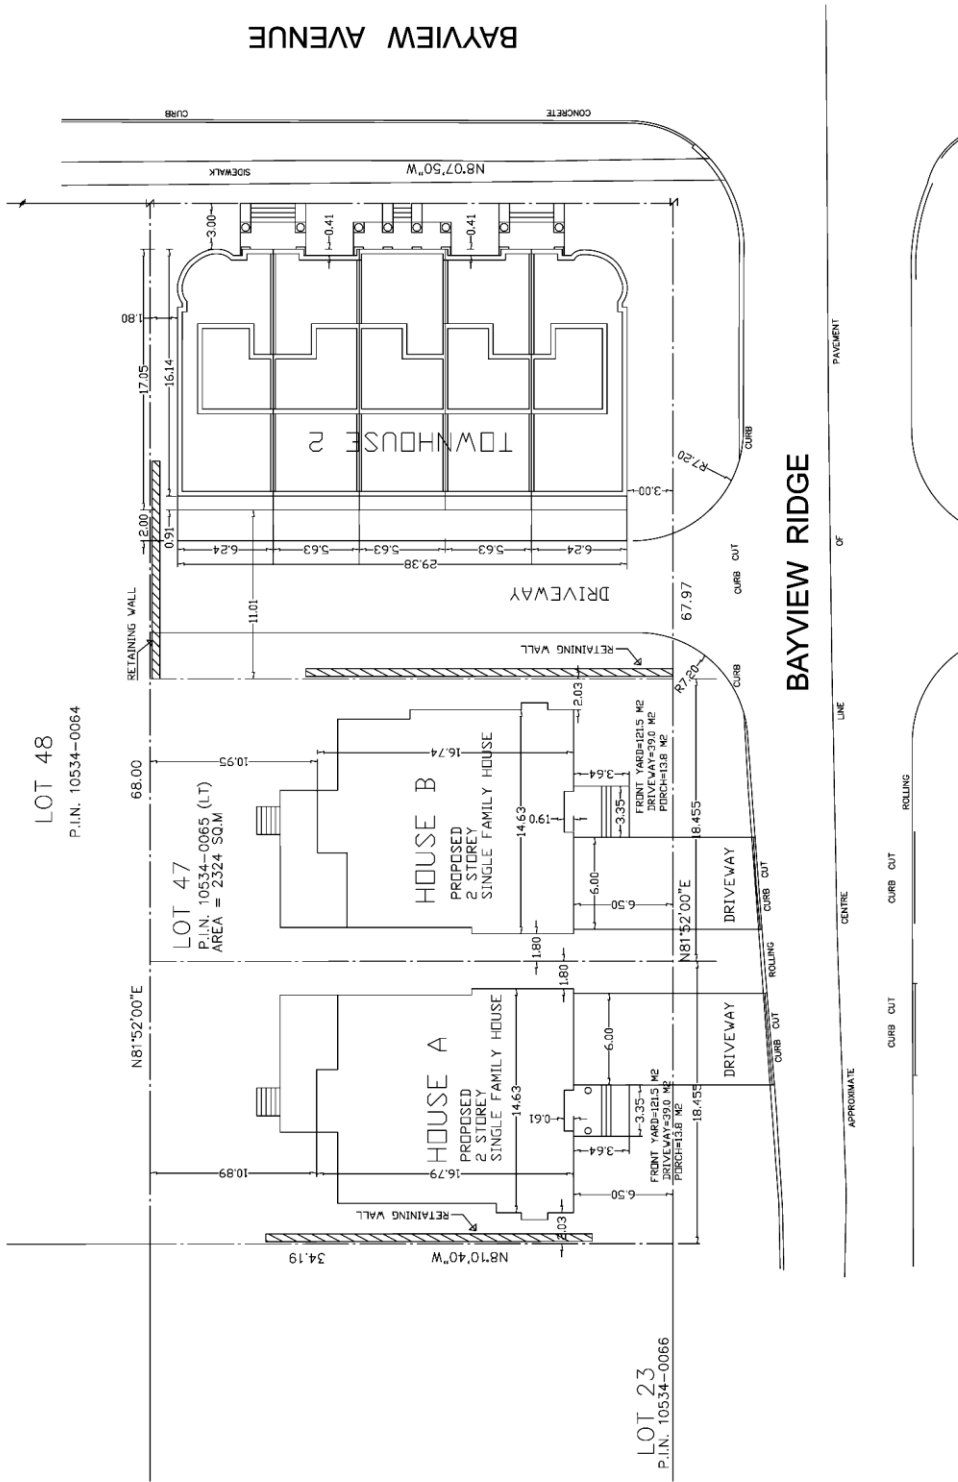 BAYVIEW AVENUE
CURB
CONCRETE
SIDEWALK
N8°07'50"W
3.00
0.41
0.41
1.80
17.05
16.14
TOWNHOUSE 2
PAVEMENT
CURB
R7.20
3.00
2.00
0.91
6.24
5.63
5.63
5.63
6.24
29.38
OF
BAYVIEW RIDGE
RETAINING WALL
11.01
DRIVEWAY
67.97
CURB CUT
RETAINING WALL
CURB
R7.20
2.03
LINE
LOT 48
P.I.N. 10534-0064
68.00
10.95
16.74
LOT 47
P.I.N. 10534-0065 (LT)
AREA = 2324 SQ.M
HOUSE B
PROPOSED
2 STOREY
SINGLE FAMILY HOUSE
14.63
0.61
3.64
3.35
FRONT YARD=121.5 M2
DRIVEWAY=39.0 M2
PORCH=13.8 M2
18.455
6.00
6.50
DRIVEWAY
CURB CUT
ROLLING
CURB CUT
CENTRE
N81°52'00"E
1.80
1.80
ROLLING
N81°52'00"E
HOUSE A
PROPOSED
2 STOREY
SINGLE FAMILY HOUSE
14.63
6.00
DRIVEWAY
CURB CUT
CURB CUT
0.61
3.35
3.64
FRONT YARD=121.5 M2
DRIVEWAY=39.0 M2
PORCH=13.8 M2
18.455
APPROXIMATE
10.89
16.79
6.50
RETAINING WALL
2.03
34.19
N8°10'40"W
LOT 23
P.I.N. 10534-0066